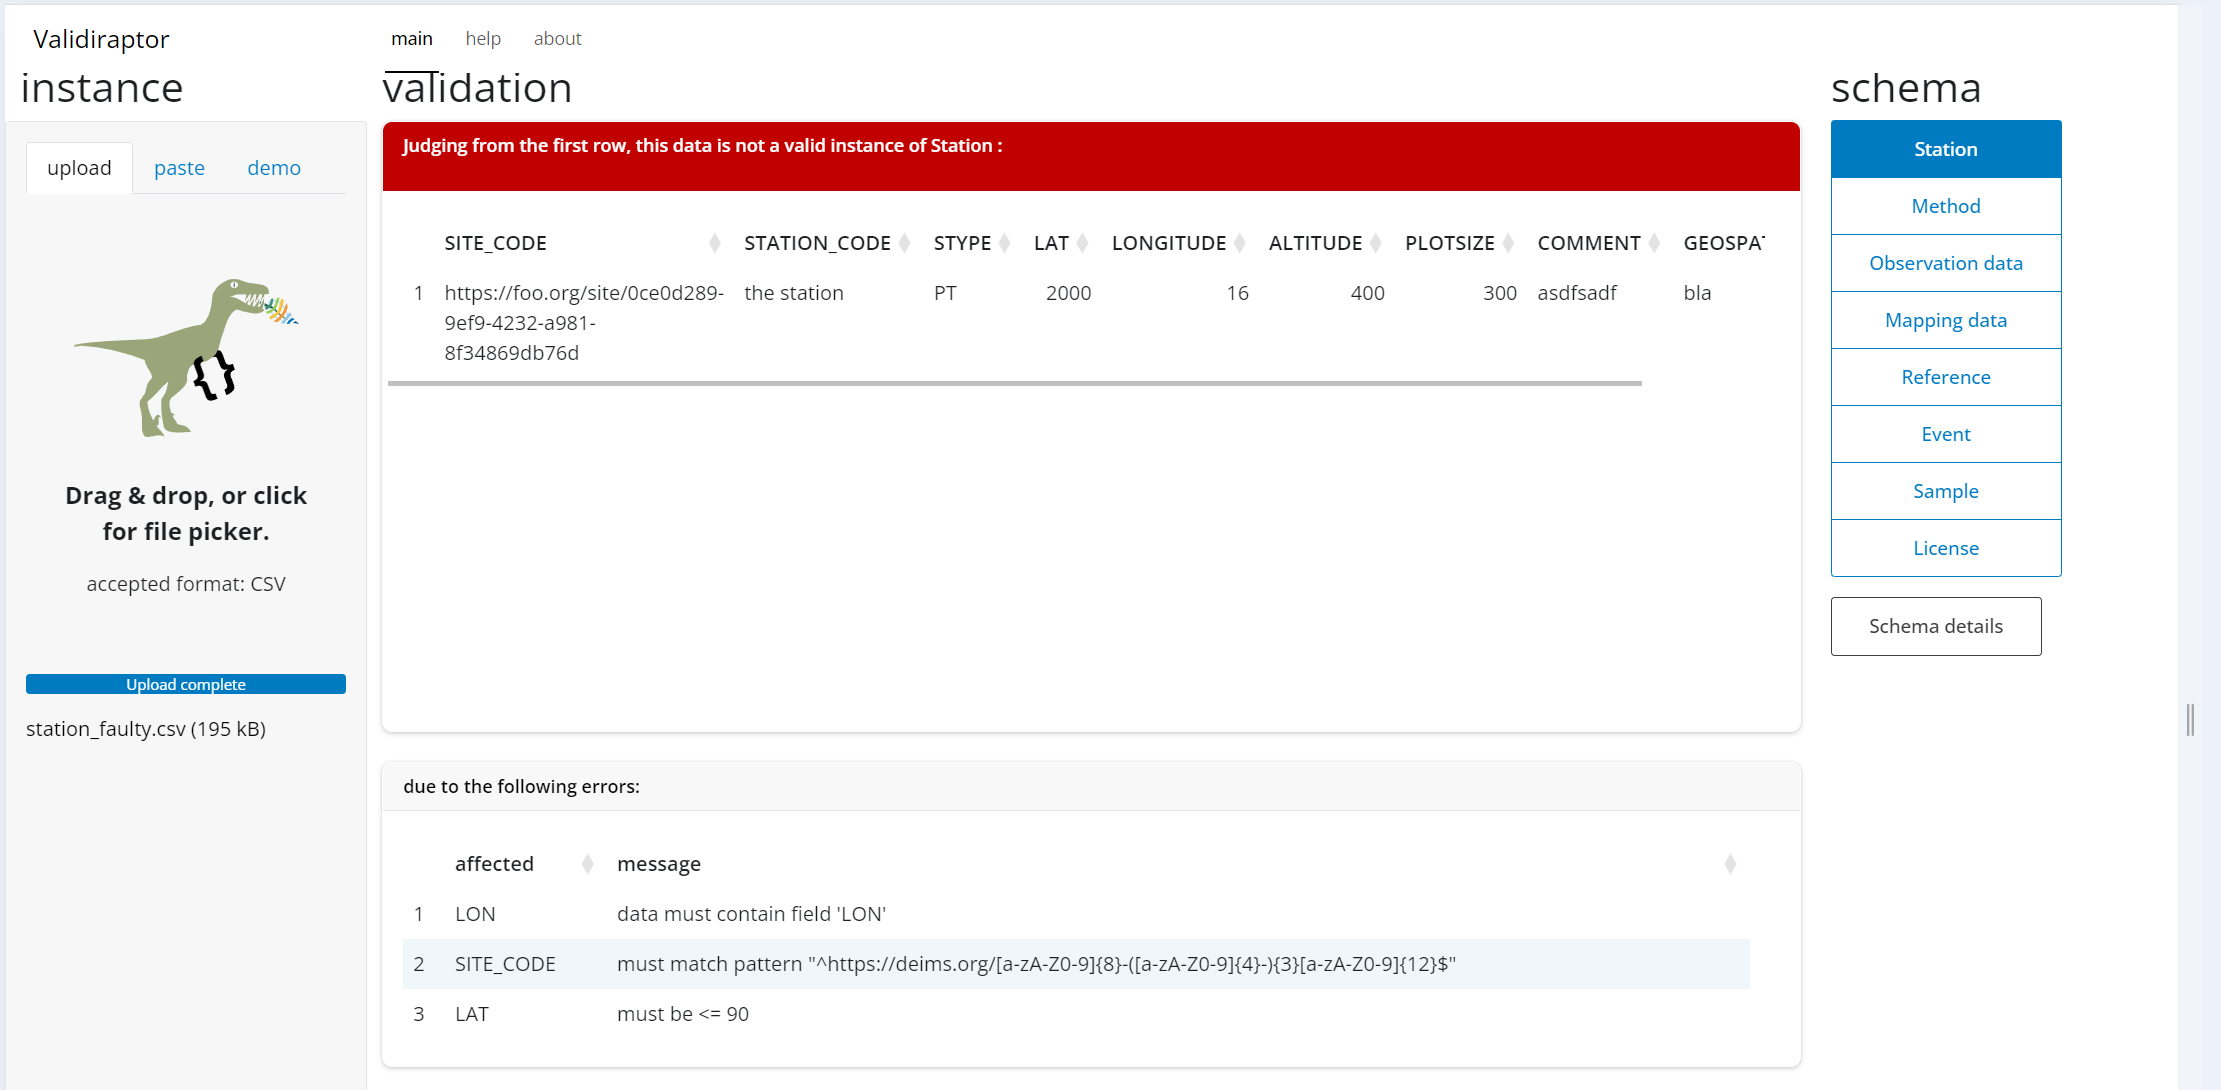 Validiraptor
main help about
instance
validation
schema
upload paste demo
{}
Drag & drop, or click
for file picker.
accepted format: CSV
Upload complete
station_faulty.csv (195 kB)
Judging from the first row, this data is not a valid instance of Station :
SITE_CODE STATION_CODE STYPE LAT LONGITUDE ALTITUDE PLOTSIZE COMMENT GEOSPA
1 https://foo.org/site/0ce0d289- the station PT 2000 16 400 300 asdfsadf bla
9ef9-4232-a981-
8f34869db76d
due to the following errors:
affected message
1 LON data must contain field 'LON'
2 SITE_CODE must match pattern "^https://deims.org/[a-zA-Z0-9]{8}-([a-zA-Z0-9]{4}-){3}[a-zA-Z0-9]{12}$"
3 LAT must be <= 90
Station
Method
Observation data
Mapping data
Reference
Event
Sample
License
Schema details